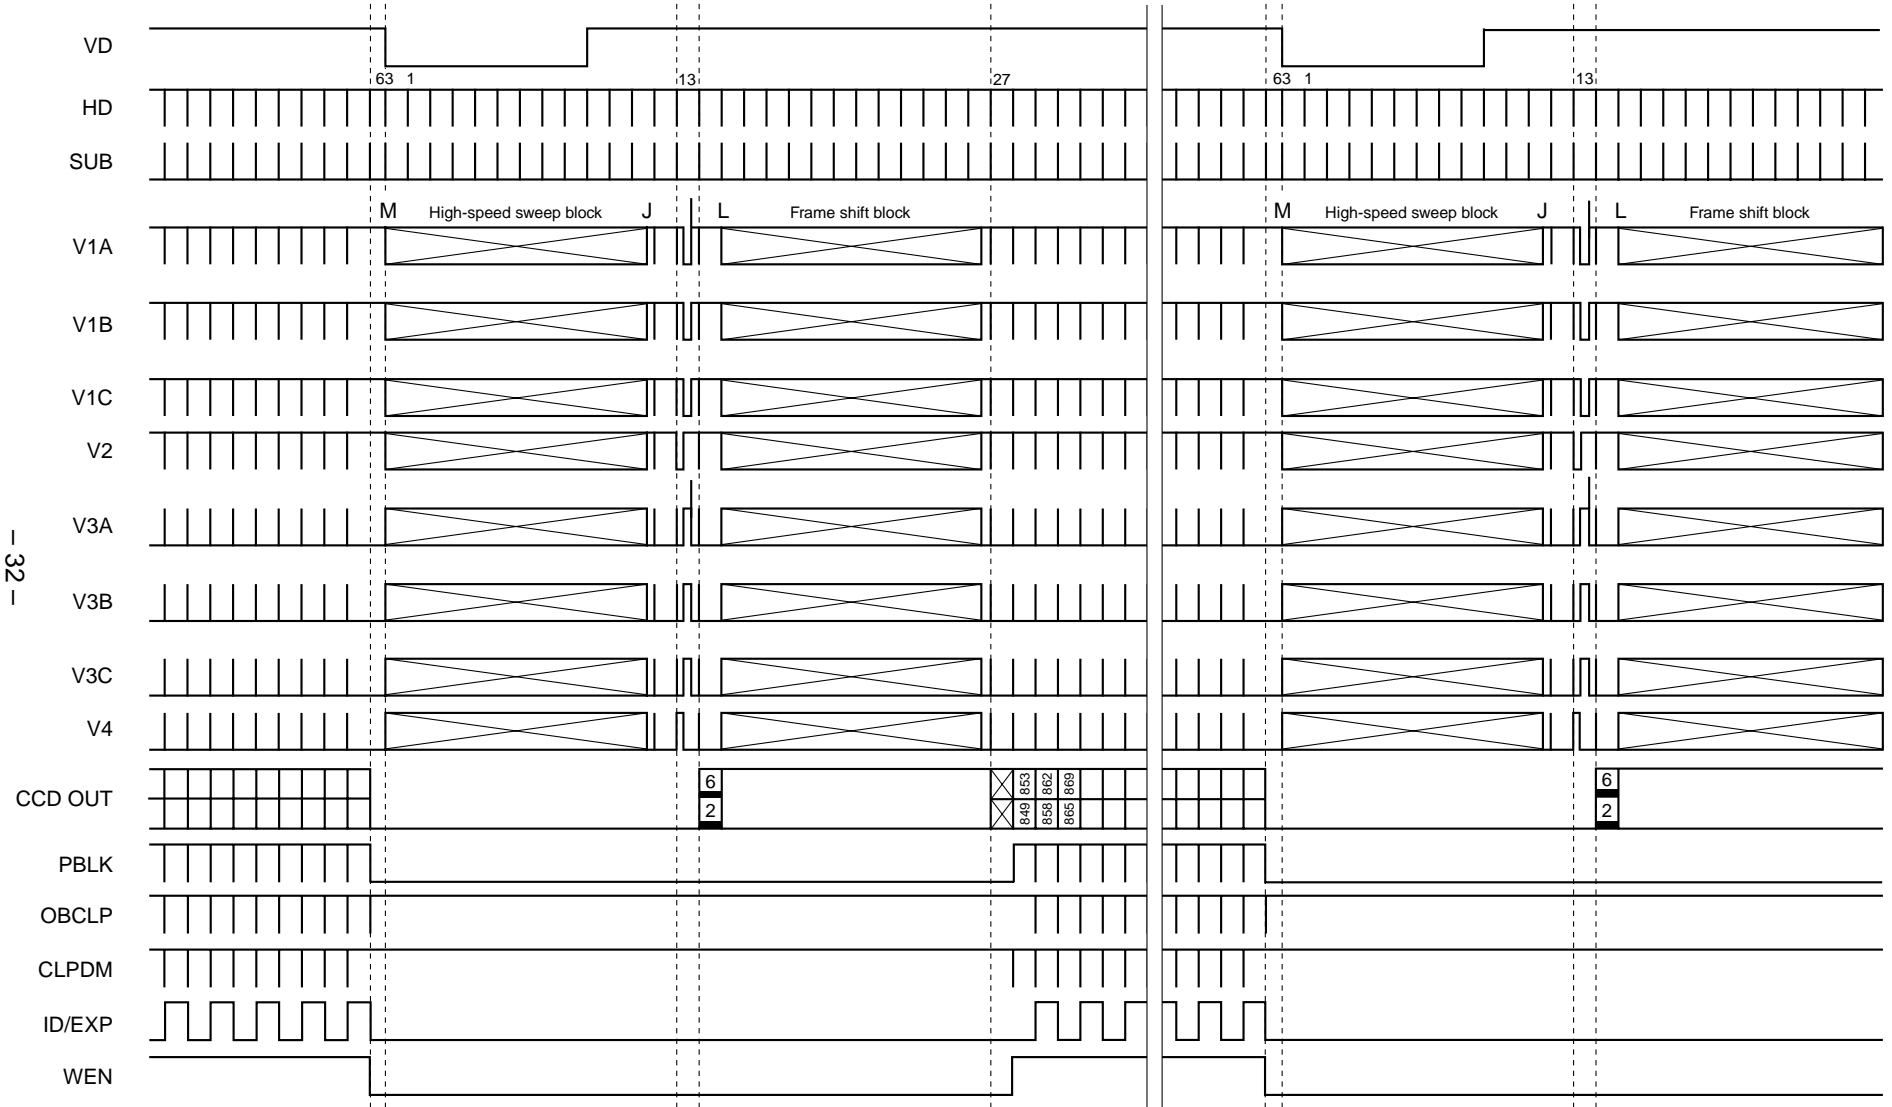 VD
63 1 13 27 63 1 13
HD
SUB
M High-speed sweep block J L Frame shift block M High-speed sweep block J L Frame shift block
V1A
V1B
V1C
V2
V3A
– 32 –
V3B
V3C
V4
6 853 862 869 6
CCD OUT
2 849 858 865 2
PBLK
OBCLP
CLPDM
ID/EXP
WEN